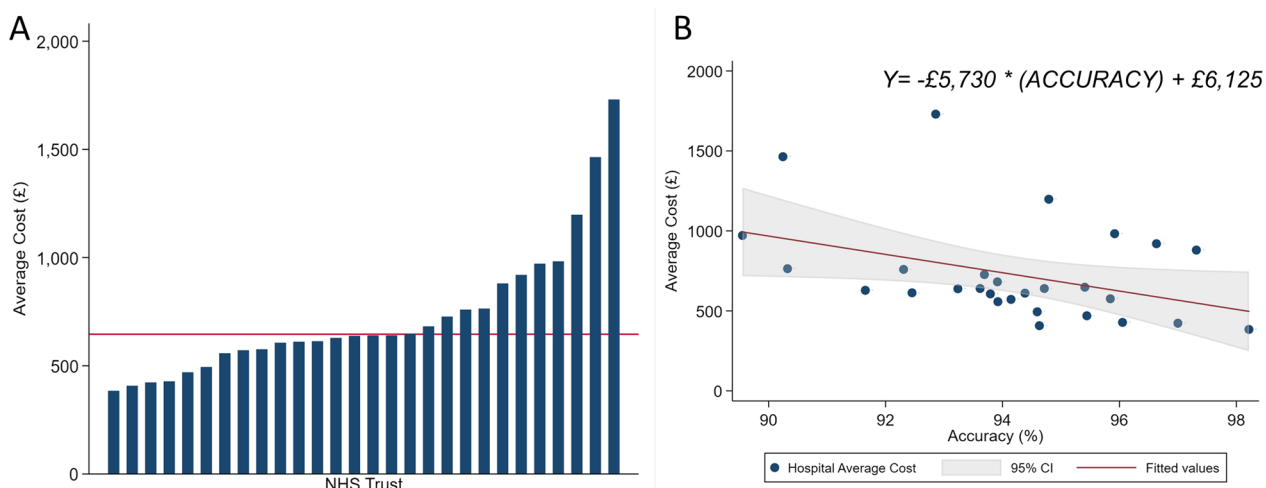 A
2,000
1,500
1,000
500
0
Average Cost (£)
NHS Trust
B
Y= -£5,730 * (ACCURACY) + £6,125
2000
1500
1000
500
0
Average Cost (£)
90 92 94 96 98
Accuracy (%)
Hospital Average Cost 95% CI Fitted values